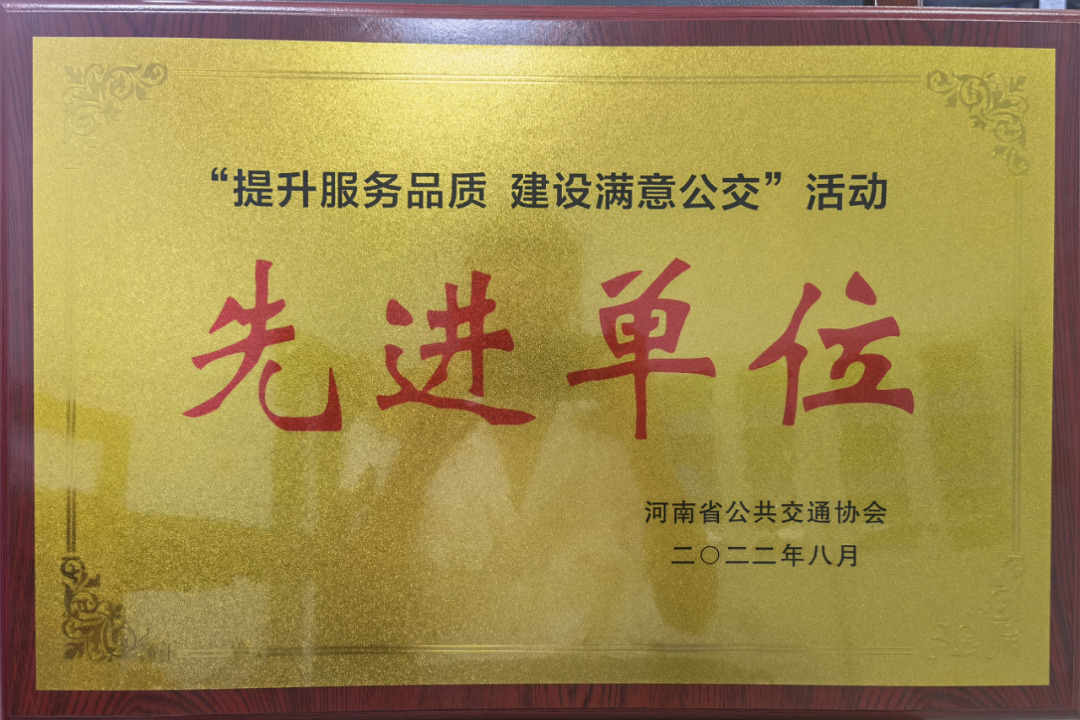 “提升服务品质 建设满意公交”活动
先进单位
河南省公共交通协会
二〇二二年八月